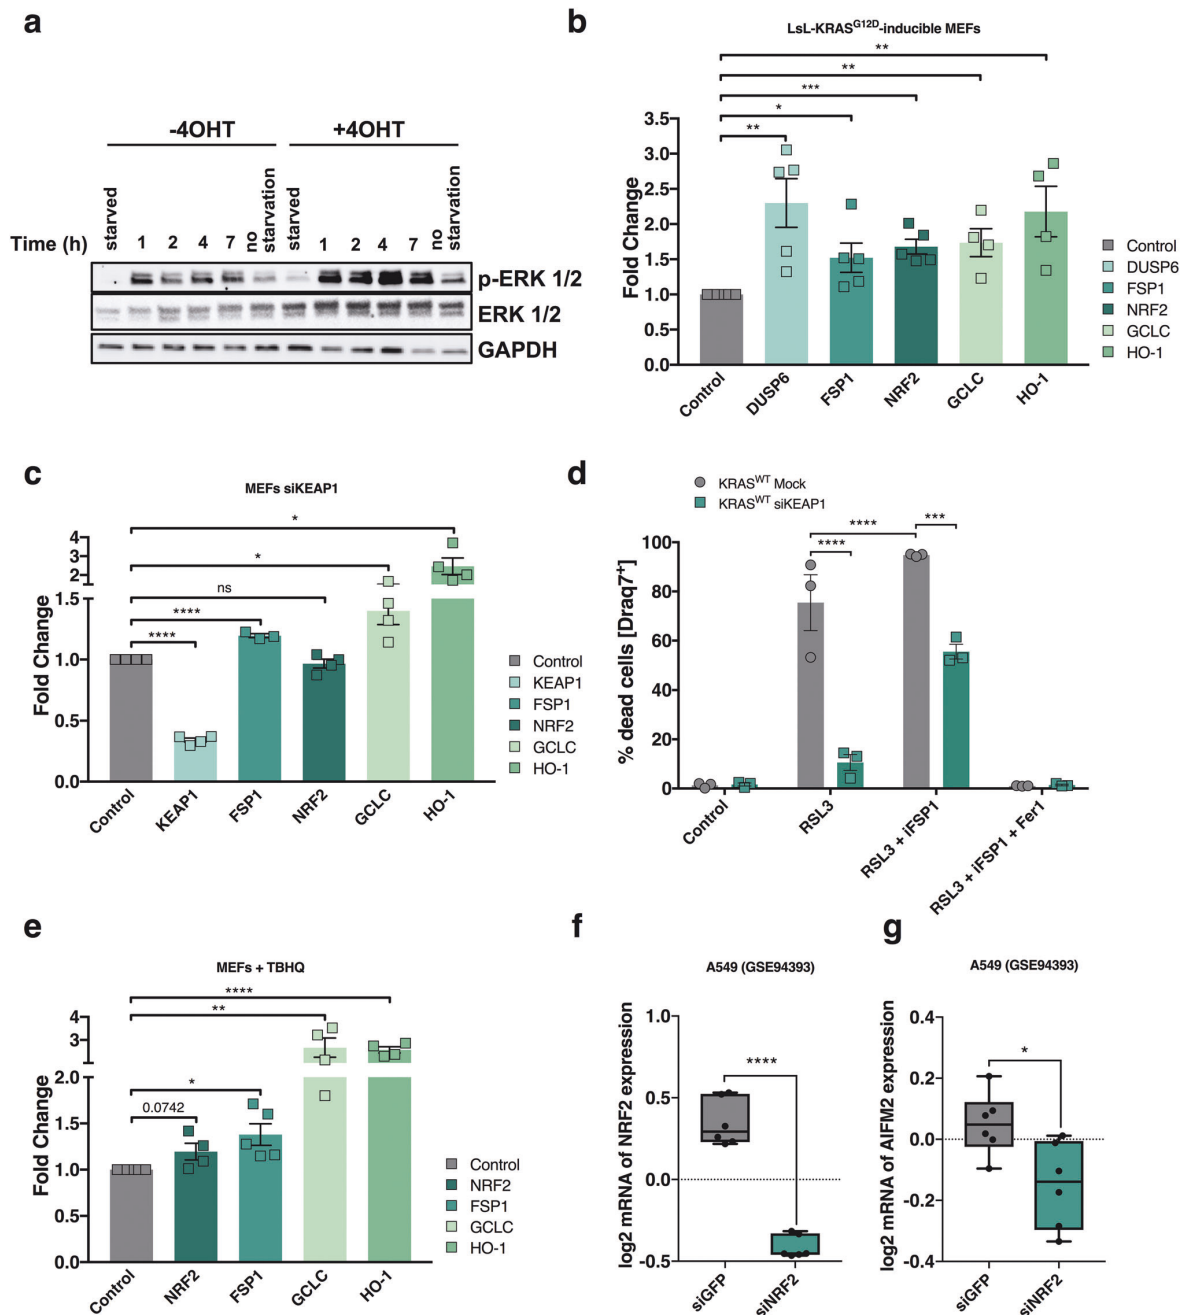 a
-4OHT
+4OHT
Time (h)
starved
1
2
4
7
no
starvation
starved
1
2
4
7
no
starvation
p-ERK 1/2
ERK 1/2
GAPDH
b
LsL-KRAS^G12D-inducible MEFs
**
**
***
*
**
Fold Change
3.5
3.0
2.5
2.0
1.5
1.0
0.5
0.0
Control
DUSP6
FSP1
NRF2
GCLC
HO-1
Control
DUSP6
FSP1
NRF2
GCLC
HO-1
c
MEFs siKEAP1
*
*
ns
****
****
Fold Change
4
3
2
1.5
1.0
0.5
0.0
Control
KEAP1
FSP1
NRF2
GCLC
HO-1
Control
KEAP1
FSP1
NRF2
GCLC
HO-1
d
KRAS^WT Mock
KRAS^WT siKEAP1
****
***
****
% dead cells [Draq7+]
100
80
60
40
20
0
Control
RSL3
RSL3 + iFSP1
RSL3 + iFSP1 + Fer1
e
MEFs + TBHQ
****
**
*
0.0742
Fold Change
4
3
2.0
1.5
1.0
0.5
0.0
Control
NRF2
FSP1
GCLC
HO-1
Control
NRF2
FSP1
GCLC
HO-1
f
A549 (GSE94393)
****
log2 mRNA of NRF2 expression
1.0
0.5
0.0
-0.5
siGFP
siNRF2
g
A549 (GSE94393)
*
log2 mRNA of AIFM2 expression
0.4
0.2
0.0
-0.2
-0.4
siGFP
siNRF2